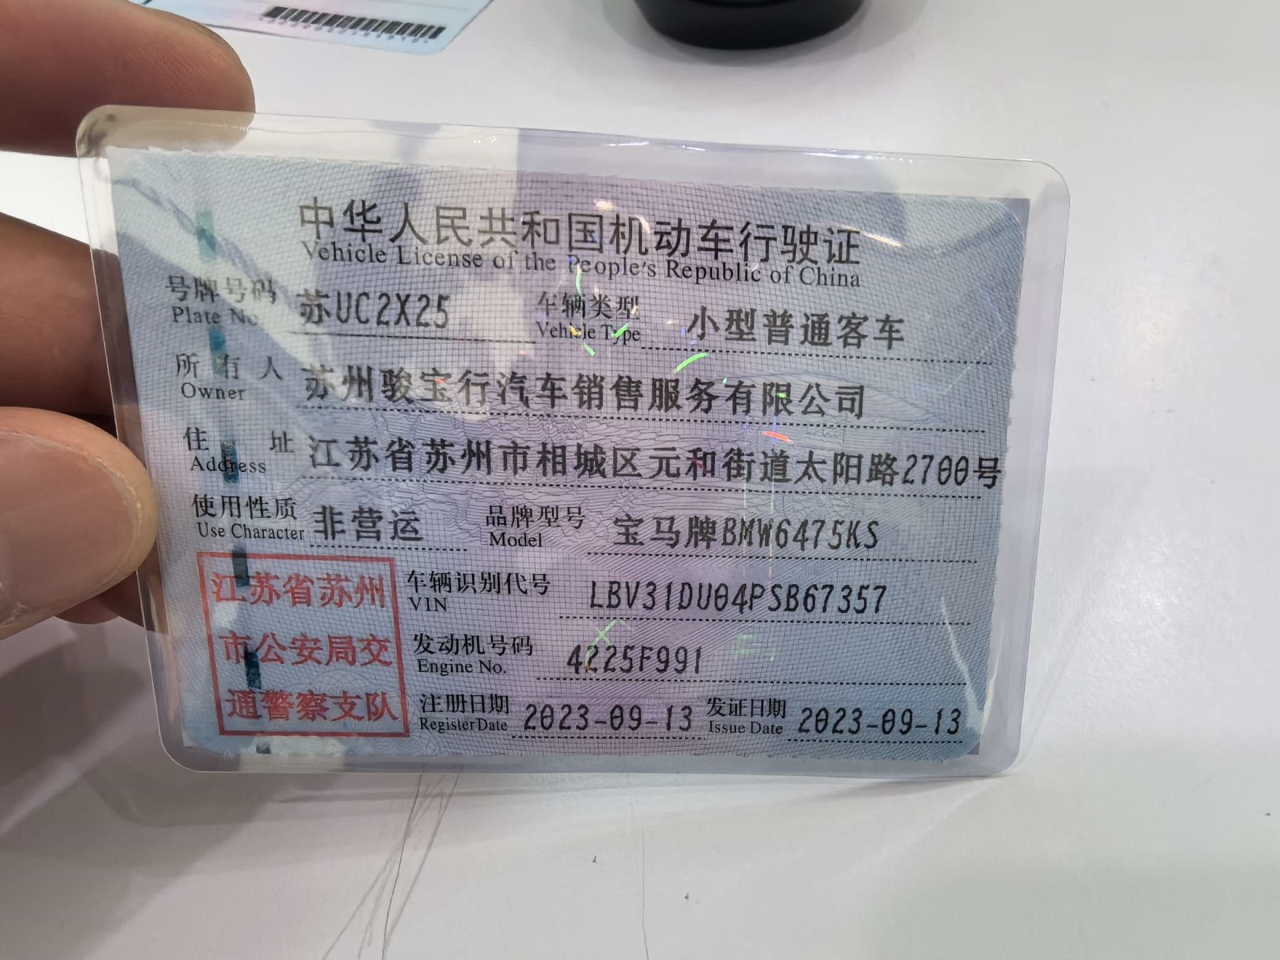 中华人民共和国机动车行驶证
Vehicle License of the People's Republic of China
号牌号码 苏UC2X25 车辆类型 小型普通客车
Plate No. Vehicle Type
所有人 苏州骏宝行汽车销售服务有限公司
Owner
住址 江苏省苏州市相城区元和街道太阳路2700号
Address
使用性质 非营运 品牌型号 宝马牌BMW6475KS
Use Character Model
江苏省苏州
市公安局交
通警察支队
车辆识别代号 LBV31DU04PSB67357
VIN
发动机号码 4225F991
Engine No.
注册日期 2023-09-13 发证日期 2023-09-13
Register Date Issue Date